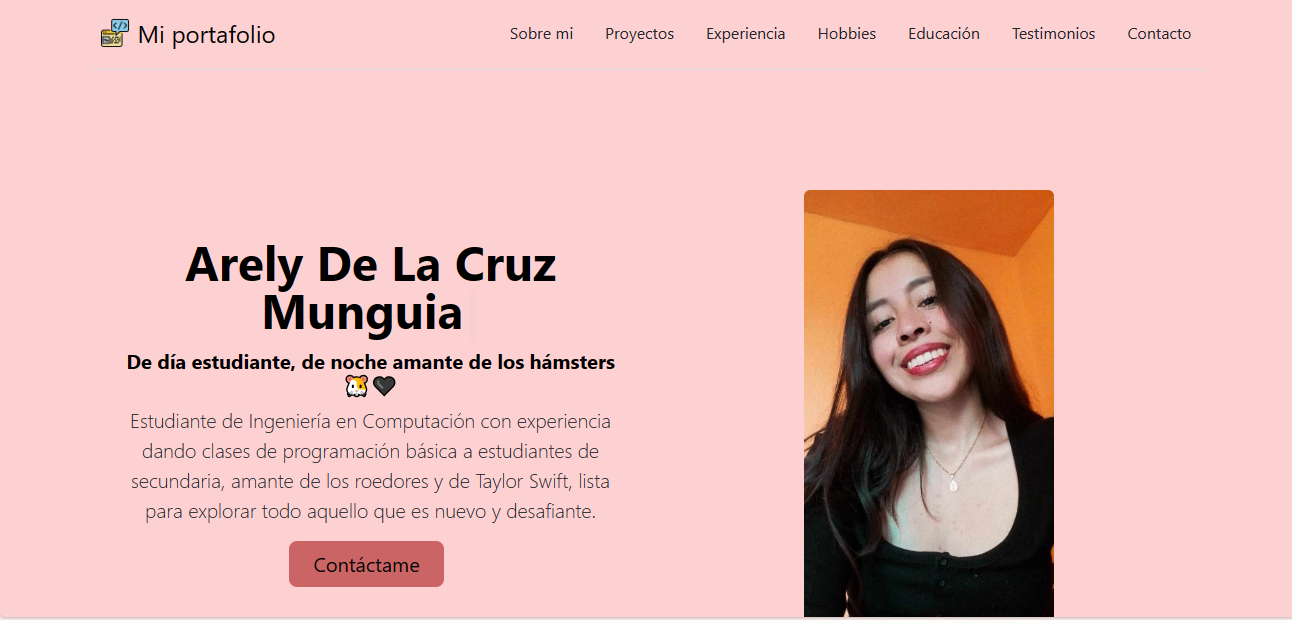 Mi portafolio
Sobre mi Proyectos Experiencia Hobbies Educación Testimonios Contacto
Arely De La Cruz
Munguia
De día estudiante, de noche amante de los hámsters
🐹🖤
Estudiante de Ingeniería en Computación con experiencia
dando clases de programación básica a estudiantes de
secundaria, amante de los roedores y de Taylor Swift, lista
para explorar todo aquello que es nuevo y desafiante.
Contáctame